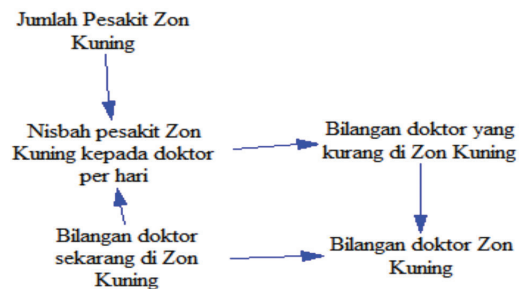 Jumlah Pesakit Zon
Kuning
Nisbah pesakit Zon
Kuning kepada doktor
per hari
Bilangan doktor yang
kurang di Zon Kuning
Bilangan doktor
sekarang di Zon
Kuning
Bilangan doktor Zon
Kuning